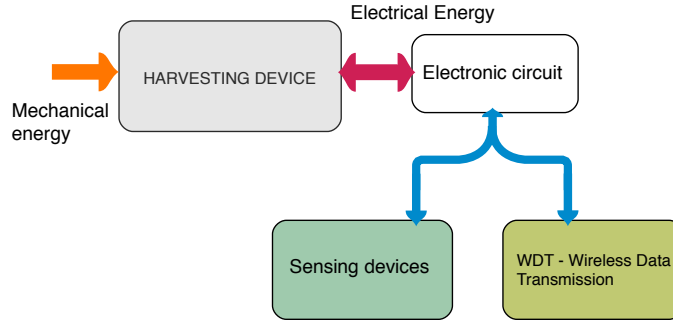 Electrical Energy
HARVESTING DEVICE
Electronic circuit
Mechanical
energy
Sensing devices
WDT - Wireless Data
Transmission